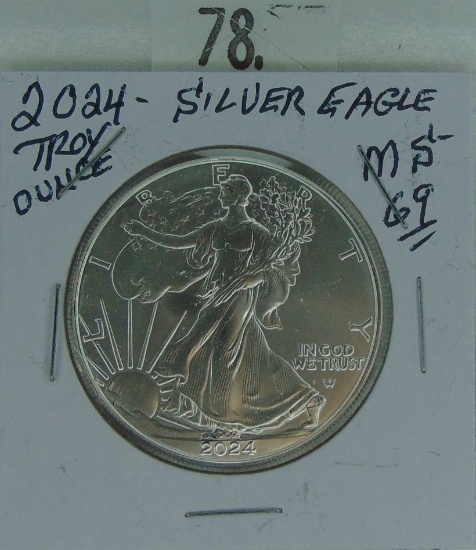 78.
2024- SILVER EAGLE
TROY OUNCE
MS-69
LIBERTY
IN GOD
WE TRUST
W
2024